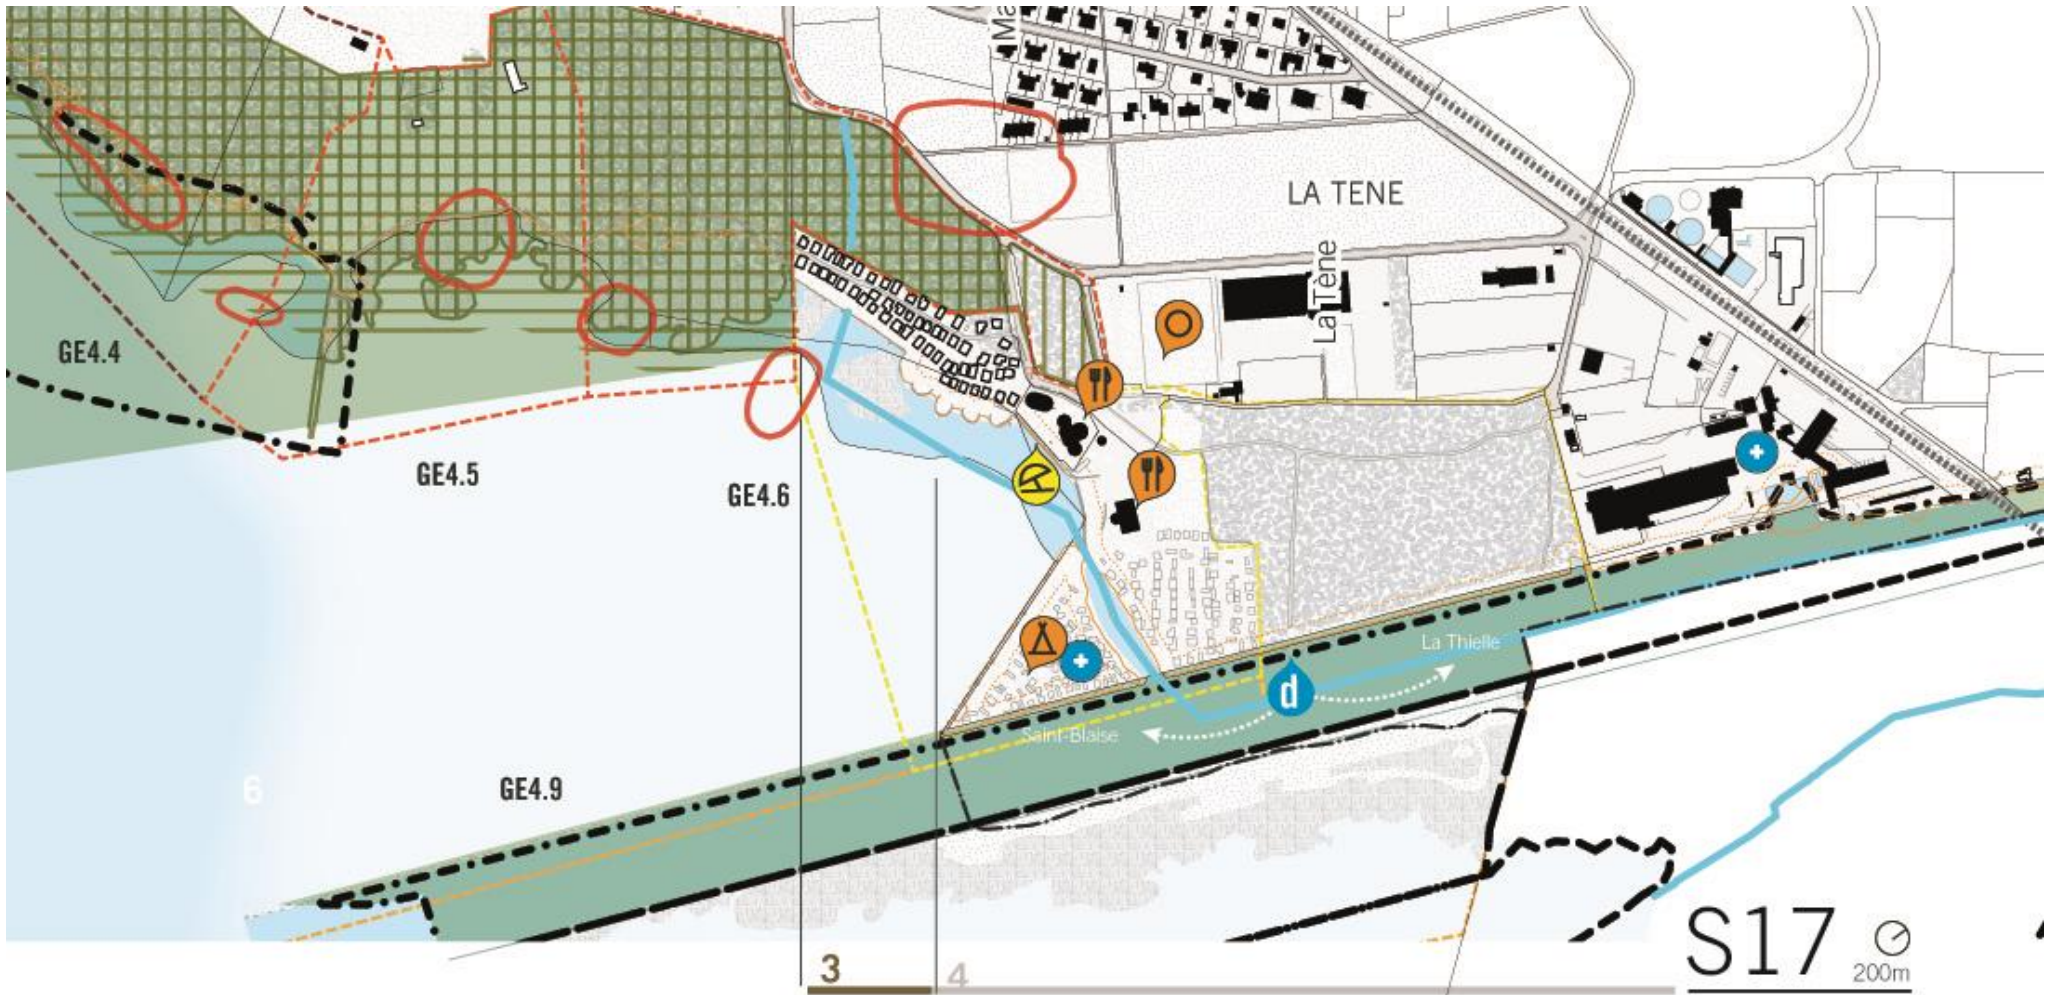 Ma
LA TENE
La Tène
GE4.4
GE4.5
GE4.6
La Thielle
d
Saint-Blaise
6
GE4.9
3
4
S17
200m